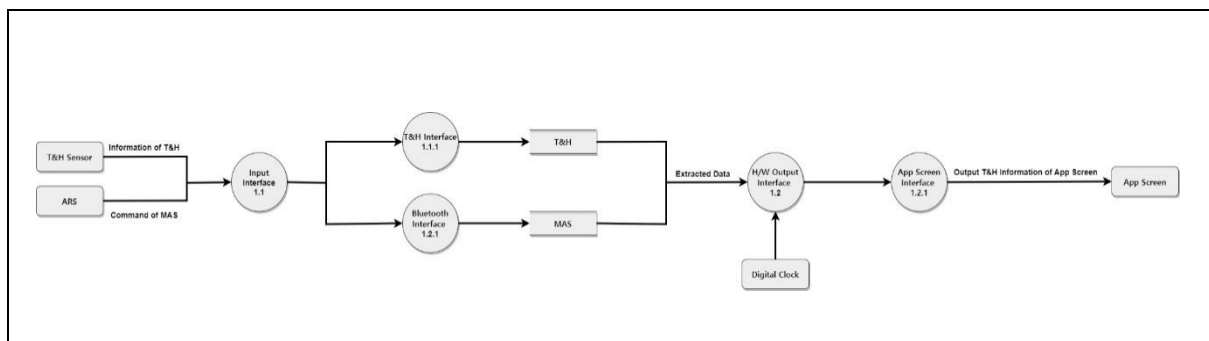 Information of T&H
T&H Sensor
ARS
Command of MAS
Input
Interface
1.1
T&H Interface
1.1.1
T&H
Bluetooth
Interface
1.2.1
MAS
Extracted Data
H/W Output
Interface
1.2
Digital Clock
App Screen
Interface
1.2.1
Output T&H Information of App Screen
App Screen